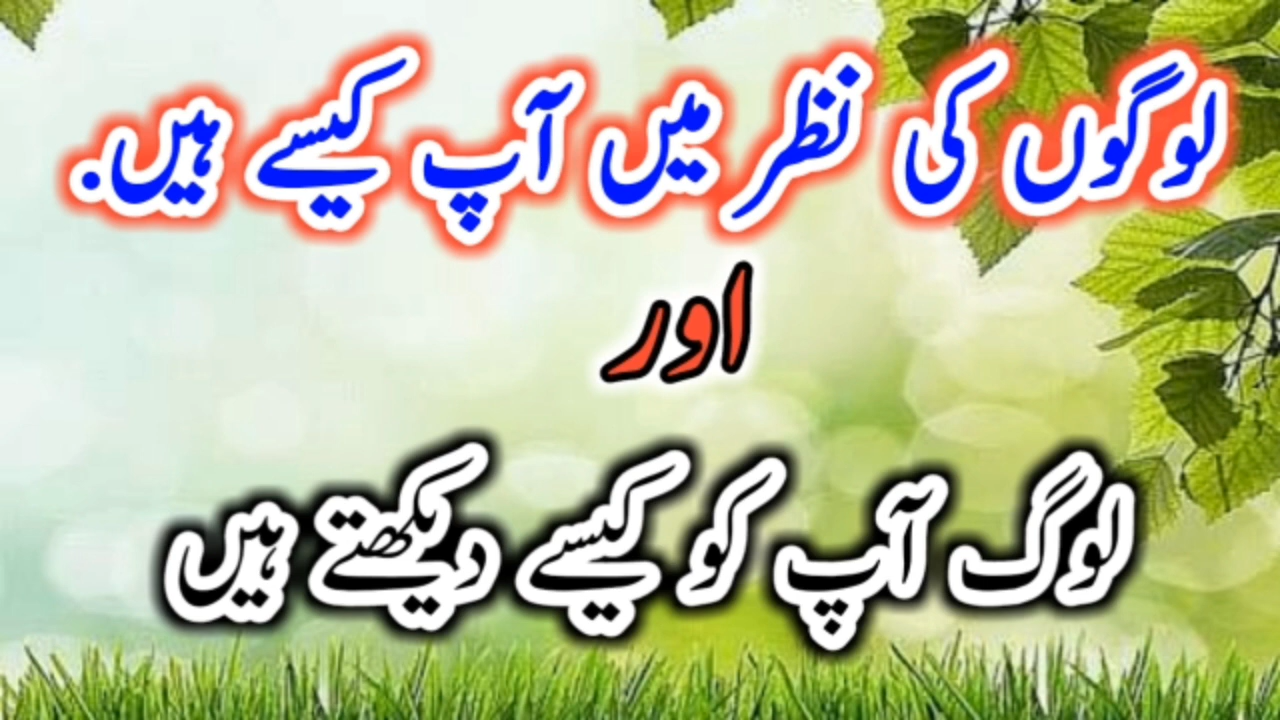 لوگوں کی نظر میں آپ کیسے ہیں.
اور
لوگ آپ کو کیسے دیکھتے ہیں